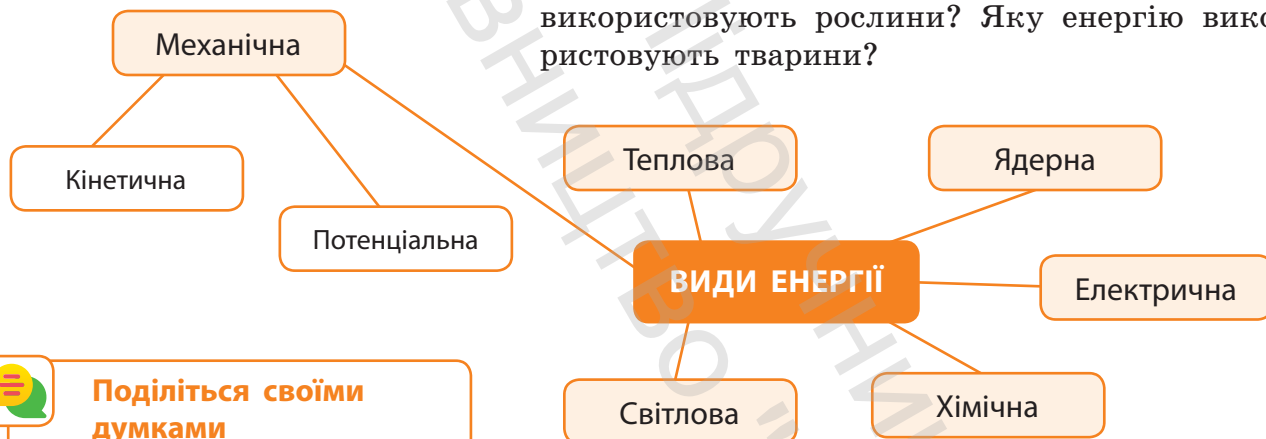 використовують рослини? Яку енергію вико-
ристовують тварини?
Механічна
Кінетична
Потенціальна
Теплова
Ядерна
ВИДИ ЕНЕРГІЇ
Електрична
Світлова
Хімічна
Поділіться своїми
думками